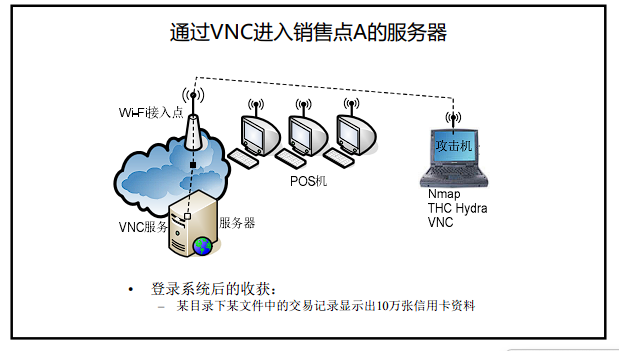 通过VNC进入销售点A的服务器
Wi-Fi接入点
POS机
攻击机
Nmap
THC Hydra
VNC
VNC服务
服务器
• 登录系统后的收获：
– 某目录下某文件中的交易记录显示出10万张信用卡资料